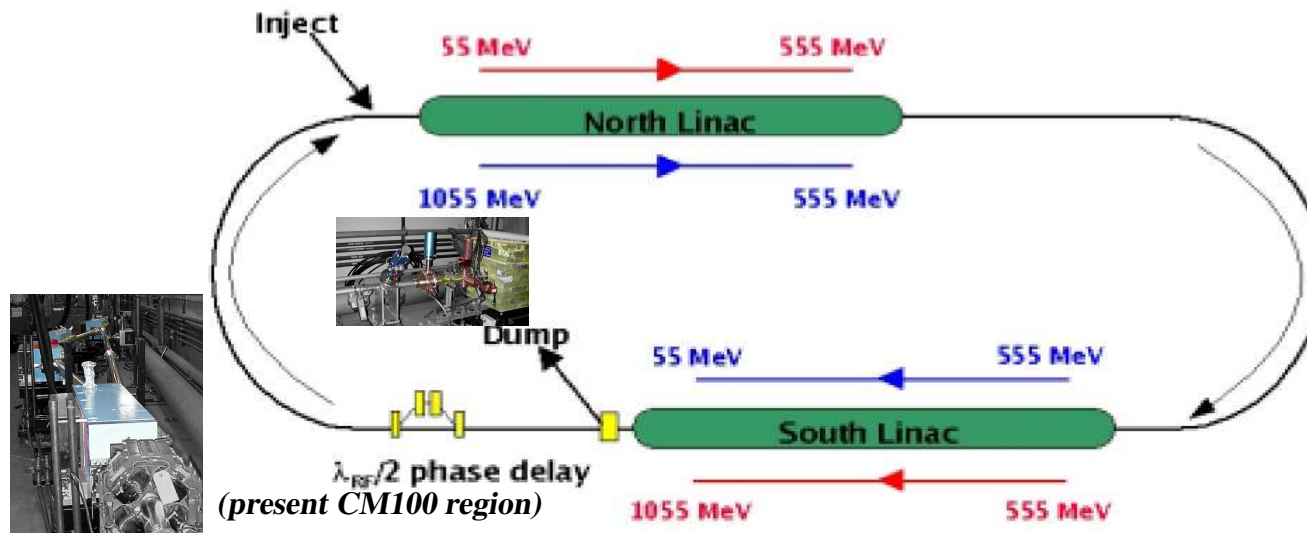 Inject
55 MeV 555 MeV
North Linac
1055 MeV 555 MeV
Dump
55 MeV 555 MeV
South Linac
λRF/2 phase delay
(present CM100 region)
1055 MeV 555 MeV